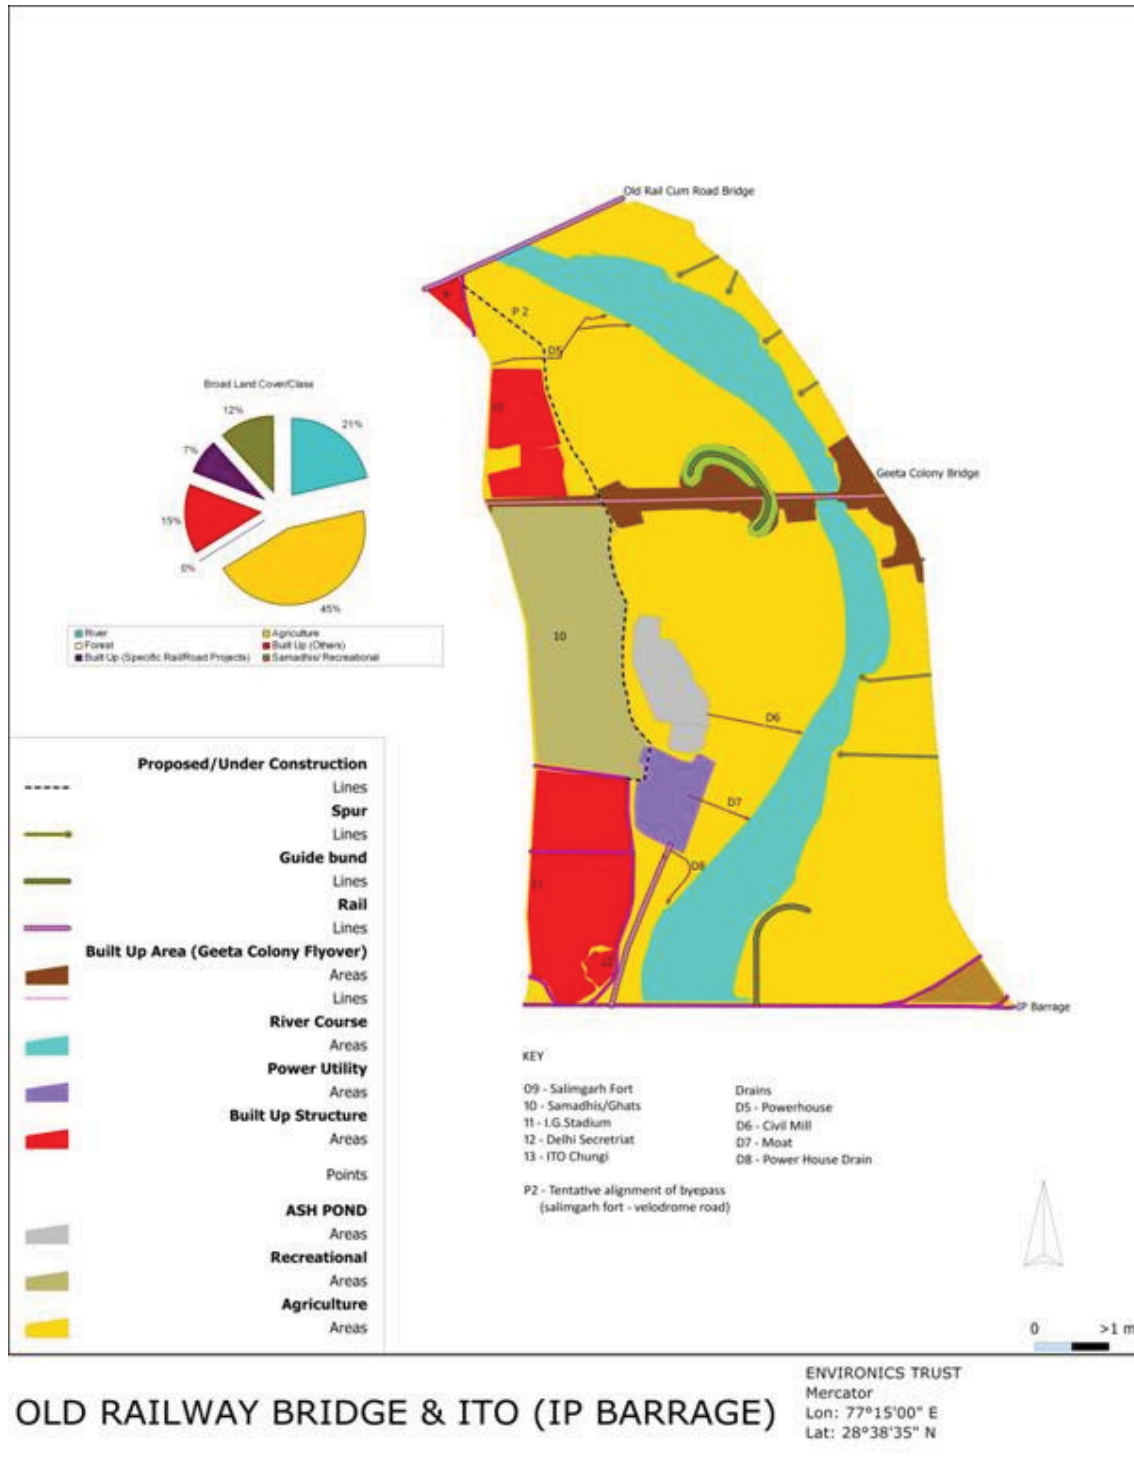 Old Rail Cum Road Bridge
P 2
D5
Broad Land Cover/Class
12%
21%
7%
15%
0%
45%
River
Agriculture
Forest
Built Up (Others)
Built Up (Specific Rail/Road Projects)
Samadhis/ Recreational
Geeta Colony Bridge
10
D6
D7
D8
11
IP Barrage
Proposed/Under Construction
Lines
Spur
Lines
Guide bund
Lines
Rail
Lines
Built Up Area (Geeta Colony Flyover)
Areas
Lines
River Course
Areas
Power Utility
Areas
Built Up Structure
Areas
Points
ASH POND
Areas
Recreational
Areas
Agriculture
Areas
KEY
09 - Salimgarh Fort
10 - Samadhis/Ghats
11 - I.G.Stadium
12 - Delhi Secretriat
13 - ITO Chungi
Drains
D5 - Powerhouse
D6 - Civil Mill
D7 - Moat
D8 - Power House Drain
P2 - Tentative alignment of byepass
(salimgarh fort - velodrome road)
0 >1 m
OLD RAILWAY BRIDGE & ITO (IP BARRAGE)
ENVIRONICS TRUST
Mercator
Lon: 77°15'00" E
Lat: 28°38'35" N